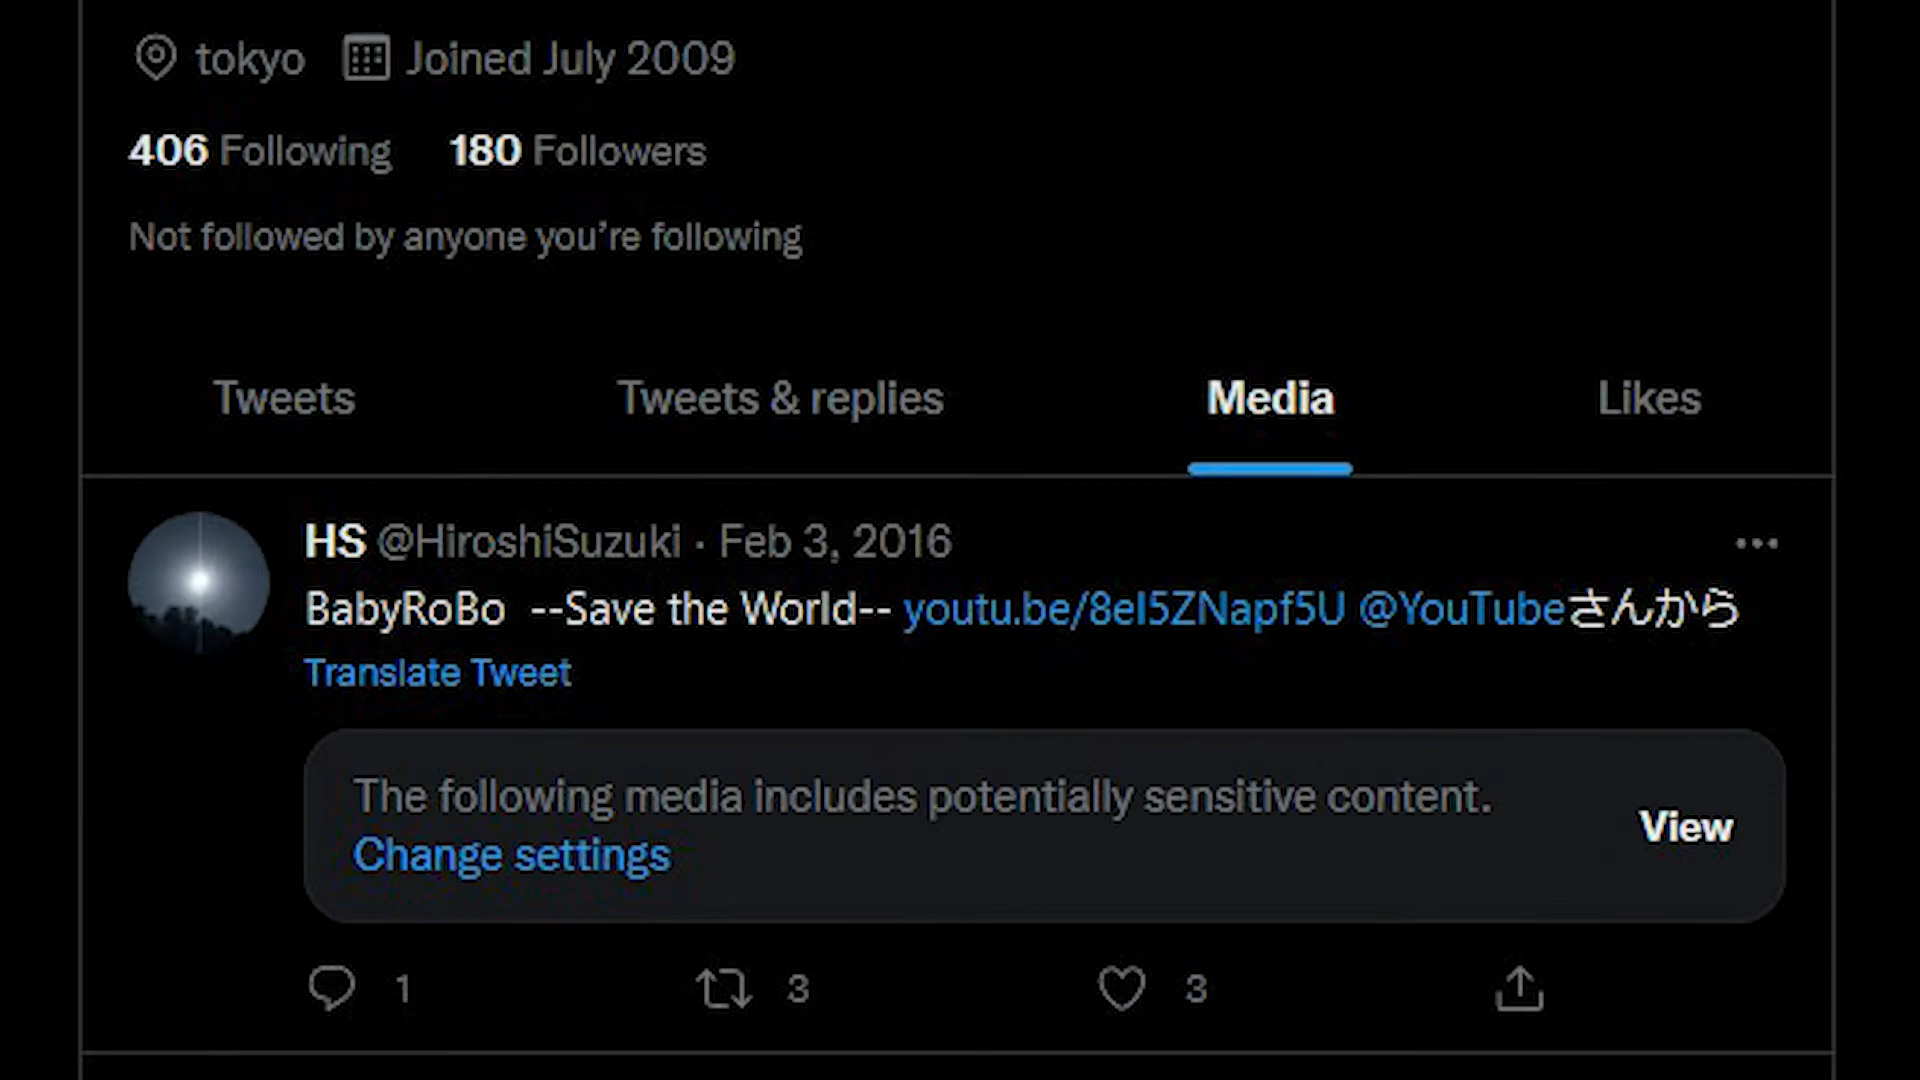 tokyo Joined July 2009
406 Following 180 Followers
Not followed by anyone you’re following
Tweets Tweets & replies Media Likes
HS @HiroshiSuzuki · Feb 3, 2016
BabyRoBo --Save the World-- youtu.be/8eI5ZNapf5U @YouTubeさんから
Translate Tweet
The following media includes potentially sensitive content.
Change settings
View
1 3 3